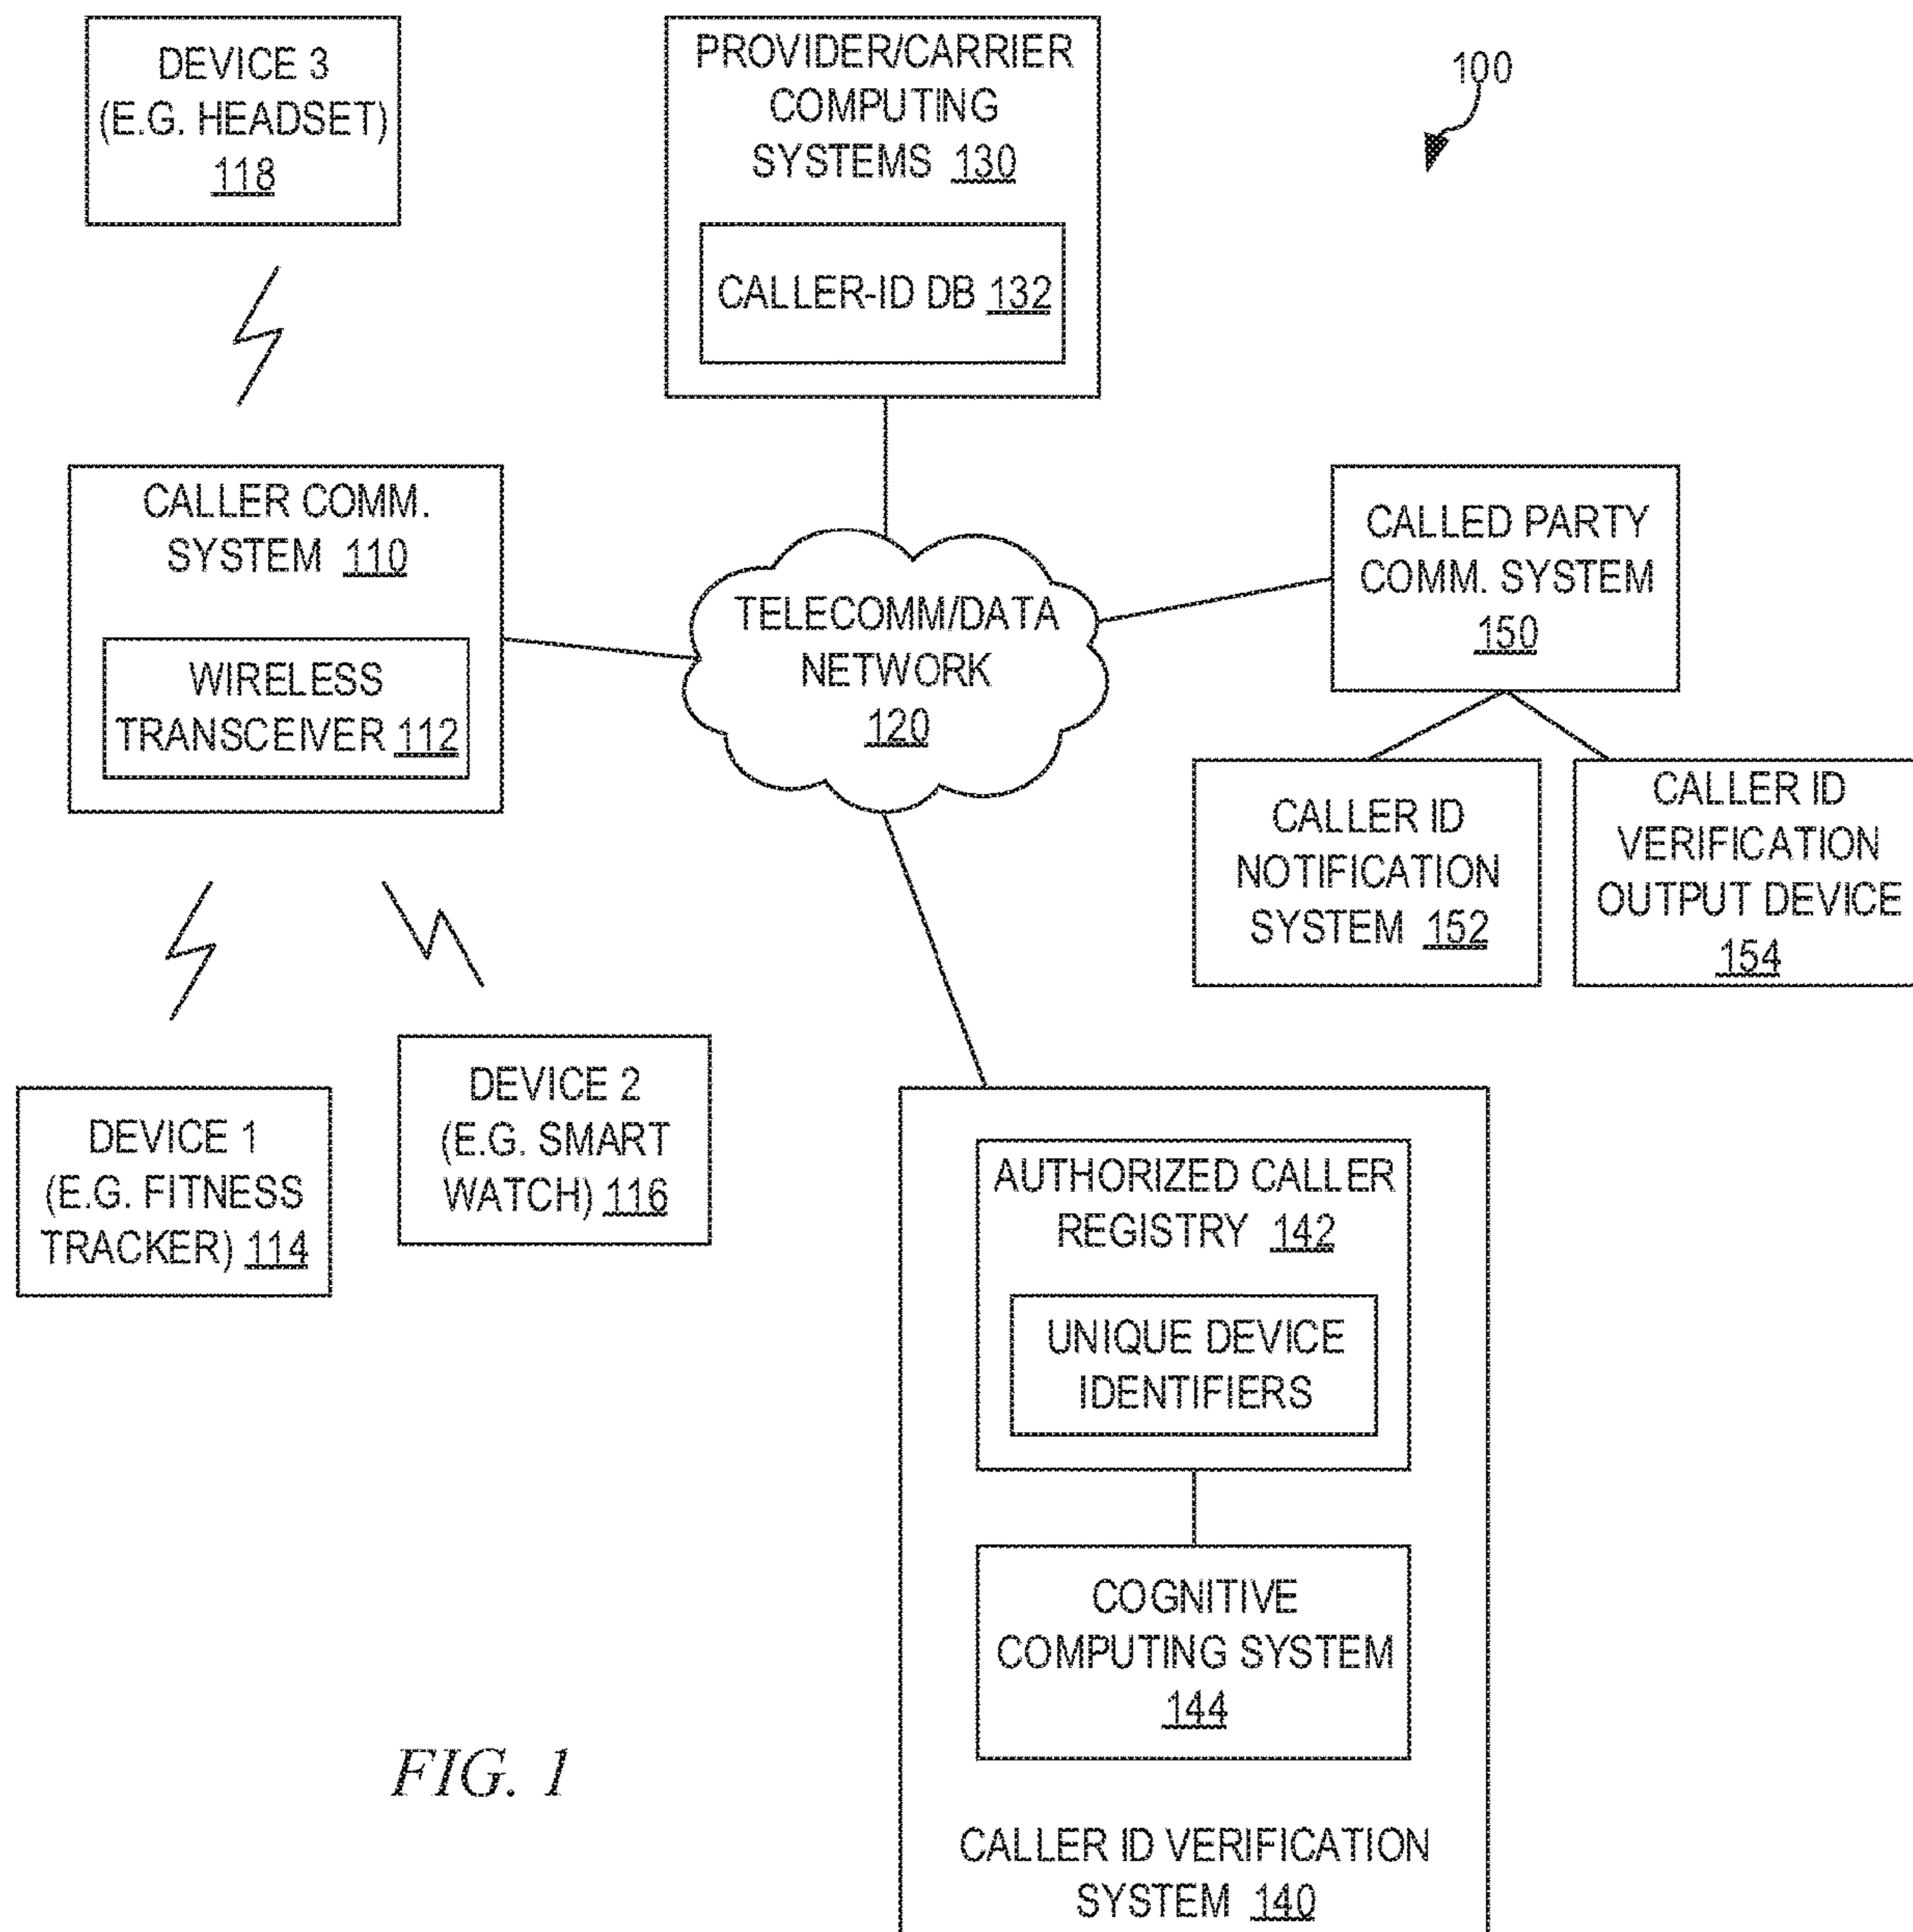 DEVICE 3
(E.G. HEADSET)
118
PROVIDER/CARRIER
COMPUTING
SYSTEMS 130
CALLER-ID DB 132
100
CALLER COMM.
SYSTEM 110
WIRELESS
TRANSCEIVER 112
TELECOMM/DATA
NETWORK
120
CALLED PARTY
COMM. SYSTEM
150
CALLER ID
NOTIFICATION
SYSTEM 152
CALLER ID
VERIFICATION
OUTPUT DEVICE
154
DEVICE 1
(E.G. FITNESS
TRACKER) 114
DEVICE 2
(E.G. SMART
WATCH) 116
AUTHORIZED CALLER
REGISTRY 142
UNIQUE DEVICE
IDENTIFIERS
COGNITIVE
COMPUTING SYSTEM
144
CALLER ID VERIFICATION
SYSTEM 140
FIG. 1